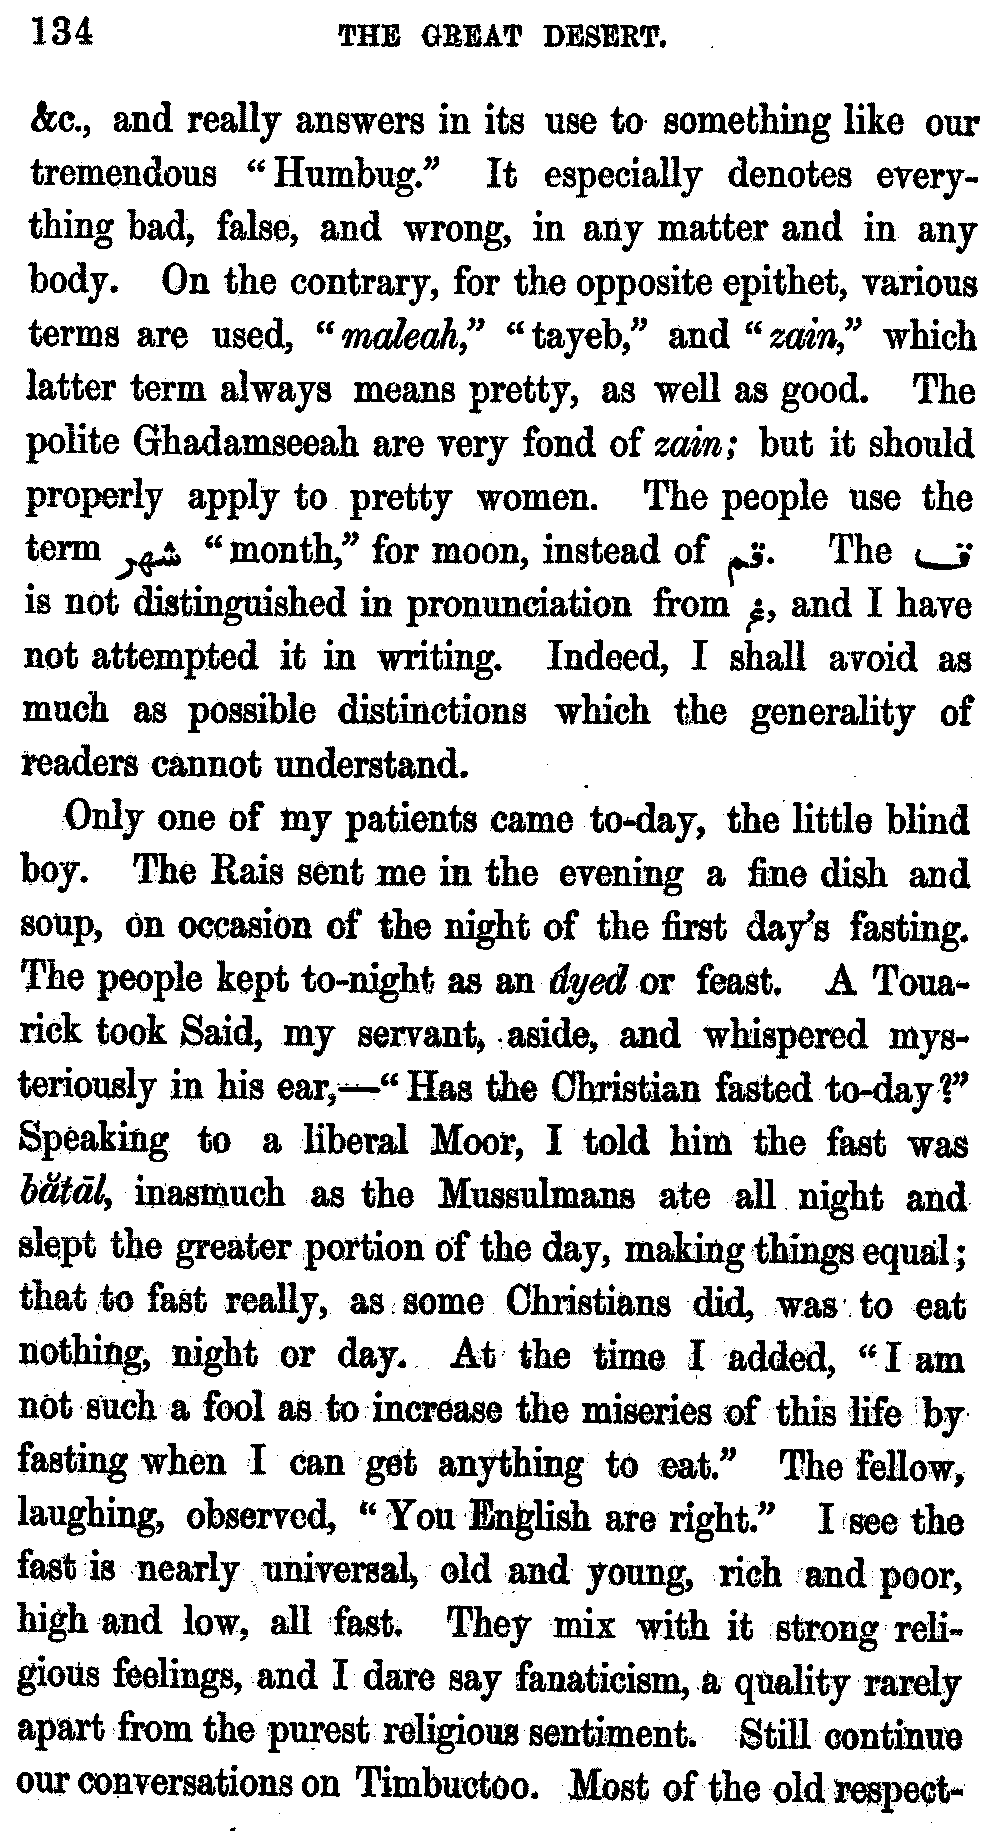 134 THE GREAT DESERT.
&c., and really answers in its use to something like our
tremendous “Humbug.” It especially denotes every-
thing bad, false, and wrong, in any matter and in any
body. On the contrary, for the opposite epithet, various
terms are used, “maleah,” “tayeb,” and “zain,” which
latter term always means pretty, as well as good. The
polite Ghadamseeah are very fond of zain; but it should
properly apply to pretty women. The people use the
term شهر “month,” for moon, instead of قم. The ق
is not distinguished in pronunciation from غ, and I have
not attempted it in writing. Indeed, I shall avoid as
much as possible distinctions which the generality of
readers cannot understand.
Only one of my patients came to-day, the little blind
boy. The Rais sent me in the evening a fine dish and
soup, on occasion of the night of the first day’s fasting.
The people kept to-night as an áyed or feast. A Toua-
rick took Said, my servant, aside, and whispered mys-
teriously in his ear,—“Has the Christian fasted to-day?”
Speaking to a liberal Moor, I told him the fast was
bătāl, inasmuch as the Mussulmans ate all night and
slept the greater portion of the day, making things equal;
that to fast really, as some Christians did, was to eat
nothing, night or day. At the time I added, “I am
not such a fool as to increase the miseries of this life by
fasting when I can get anything to eat.” The fellow,
laughing, observed, “You English are right.” I see the
fast is nearly universal, old and young, rich and poor,
high and low, all fast. They mix with it strong reli-
gious feelings, and I dare say fanaticism, a quality rarely
apart from the purest religious sentiment. Still continue
our conversations on Timbuctoo. Most of the old respect-